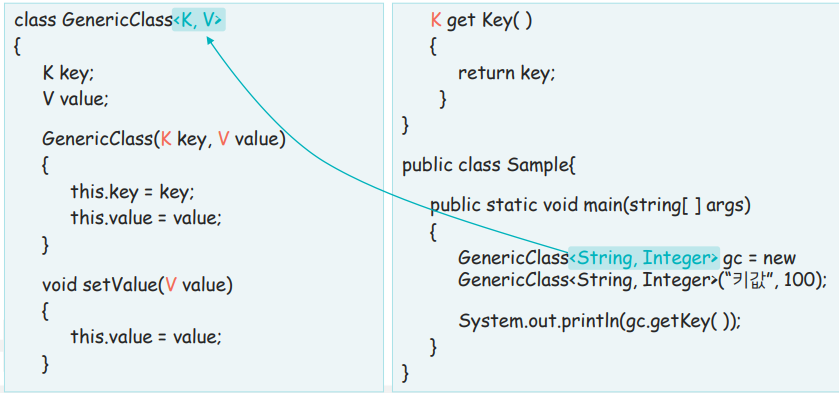 class GenericClass<K, V>
{
K key;
V value;
GenericClass(K key, V value)
{
this.key = key;
this.value = value;
}
void setValue(V value)
{
this.value = value;
}
K get Key( )
{
return key;
}
}
public class Sample{
public static void main(string[ ] args)
{
GenericClass<String, Integer> gc = new
GenericClass<String, Integer>("키값", 100);
System.out.println(gc.getKey( ));
}
}